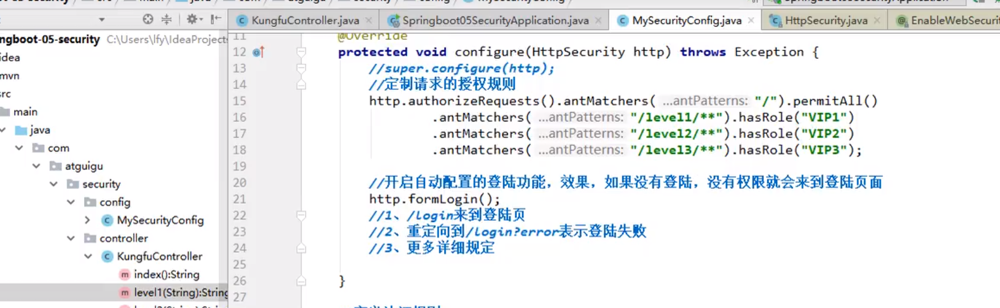 KungfuController.java
Springboot05SecurityApplication.java
MySecurityConfig.java
HttpSecurity.java
EnableWebSecuri
ngboot-05-security C:\Users\lfy\IdeaProjects
idea
mvn
src
main
java
com
atguigu
security
config
MySecurityConfig
controller
KungfuController
index():String
level1(String):String
11 @Override
12 protected void configure(HttpSecurity http) throws Exception {
13 //super.configure(http);
14 //定制请求的授权规则
15 http.authorizeRequests().antMatchers( ...antPatterns: "/").permitAll()
16 .antMatchers( ...antPatterns: "/level1/**").hasRole("VIP1")
17 .antMatchers( ...antPatterns: "/level2/**").hasRole("VIP2")
18 .antMatchers( ...antPatterns: "/level3/**").hasRole("VIP3");
19
20 //开启自动配置的登陆功能，效果，如果没有登陆，没有权限就会来到登陆页面
21 http.formLogin();
22 //1、/login来到登陆页
23 //2、重定向到/login?error表示登陆失败
24 //3、更多详细规定
25
26 }
27